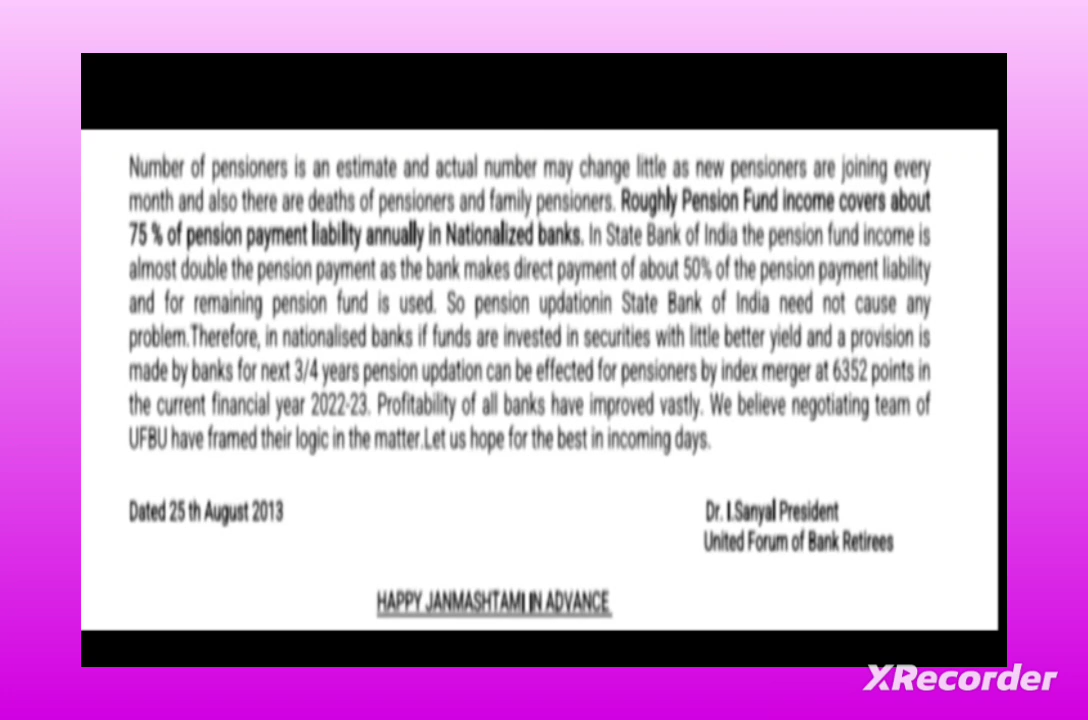 Number of pensioners is an estimate and actual number may change little as new pensioners are joining every
month and also there are deaths of pensioners and family pensioners. Roughly Pension Fund income covers about
75 % of pension payment liability annually in Nationalized banks. In State Bank of India the pension fund income is
almost double the pension payment as the bank makes direct payment of about 50% of the pension payment liability
and for remaining pension fund is used. So pension updationin State Bank of India need not cause any
problem.Therefore, in nationalised banks if funds are invested in securities with little better yield and a provision is
made by banks for next 3/4 years pension updation can be effected for pensioners by index merger at 6352 points in
the current financial year 2022-23. Profitability of all banks have improved vastly. We believe negotiating team of
UFBU have framed their logic in the matter.Let us hope for the best in incoming days.
Dated 25 th August 2013
Dr. I.Sanyal President
United Forum of Bank Retirees
HAPPY JANMASHTAMI IN ADVANCE
XRecorder